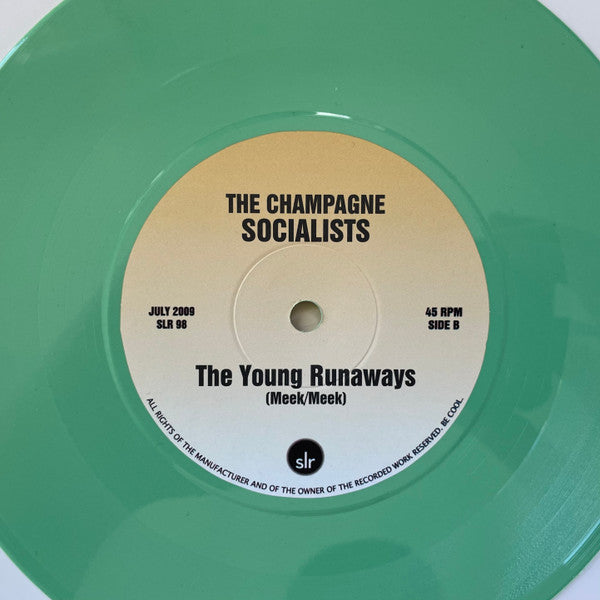 THE CHAMPAGNE
SOCIALISTS
JULY 2009
SLR 98
45 RPM
SIDE B
The Young Runaways
(Meek/Meek)
slr
ALL RIGHTS OF THE MANUFACTURER AND OF THE OWNER OF THE RECORDED WORK RESERVED. BE COOL.